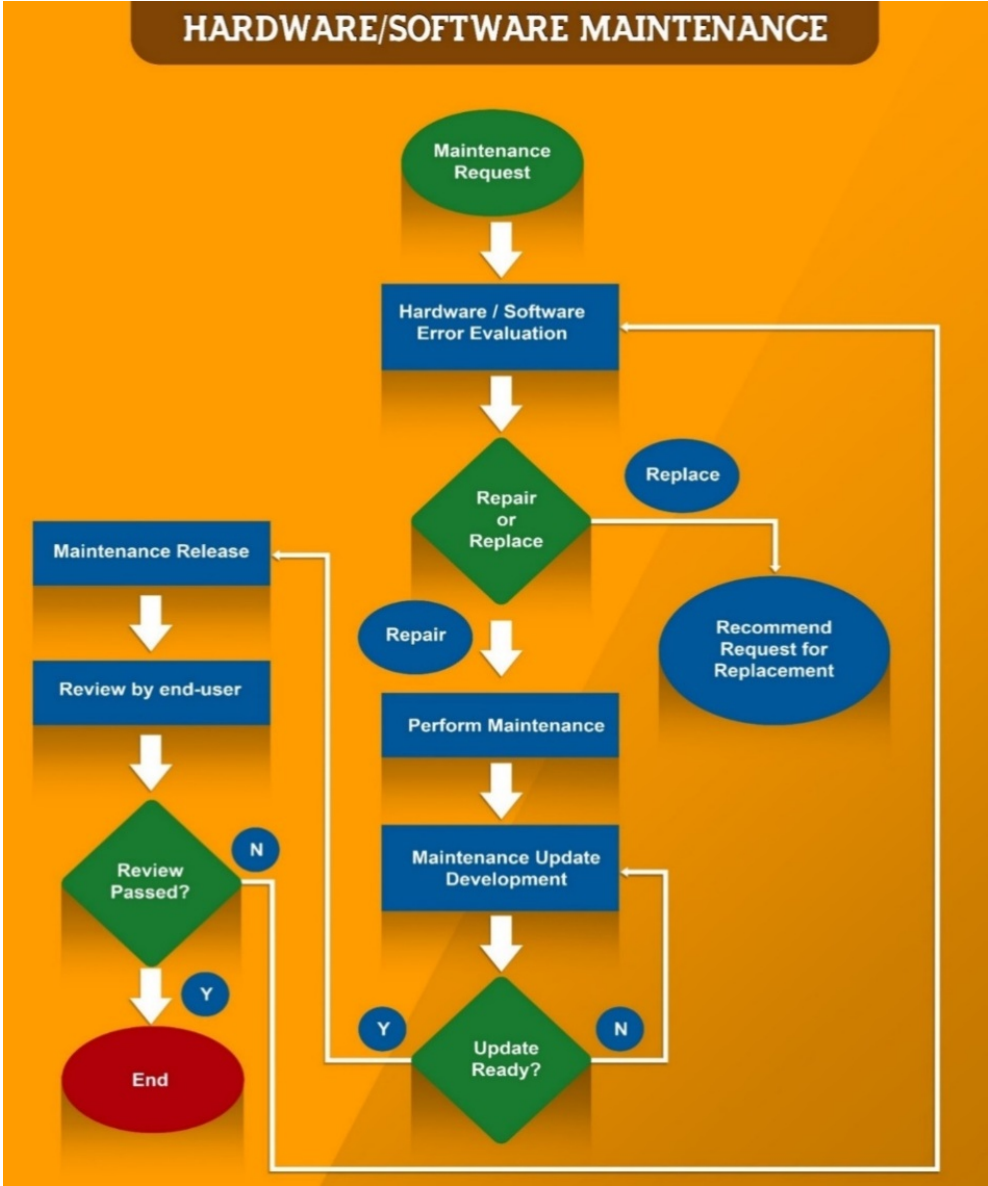 HARDWARE/SOFTWARE MAINTENANCE
Maintenance
Request
Hardware / Software
Error Evaluation
Repair
or
Replace
Replace
Recommend
Request for
Replacement
Repair
Perform Maintenance
Maintenance Update
Development
Update
Ready?
N
Y
Maintenance Release
Review by end-user
Review
Passed?
N
Y
End